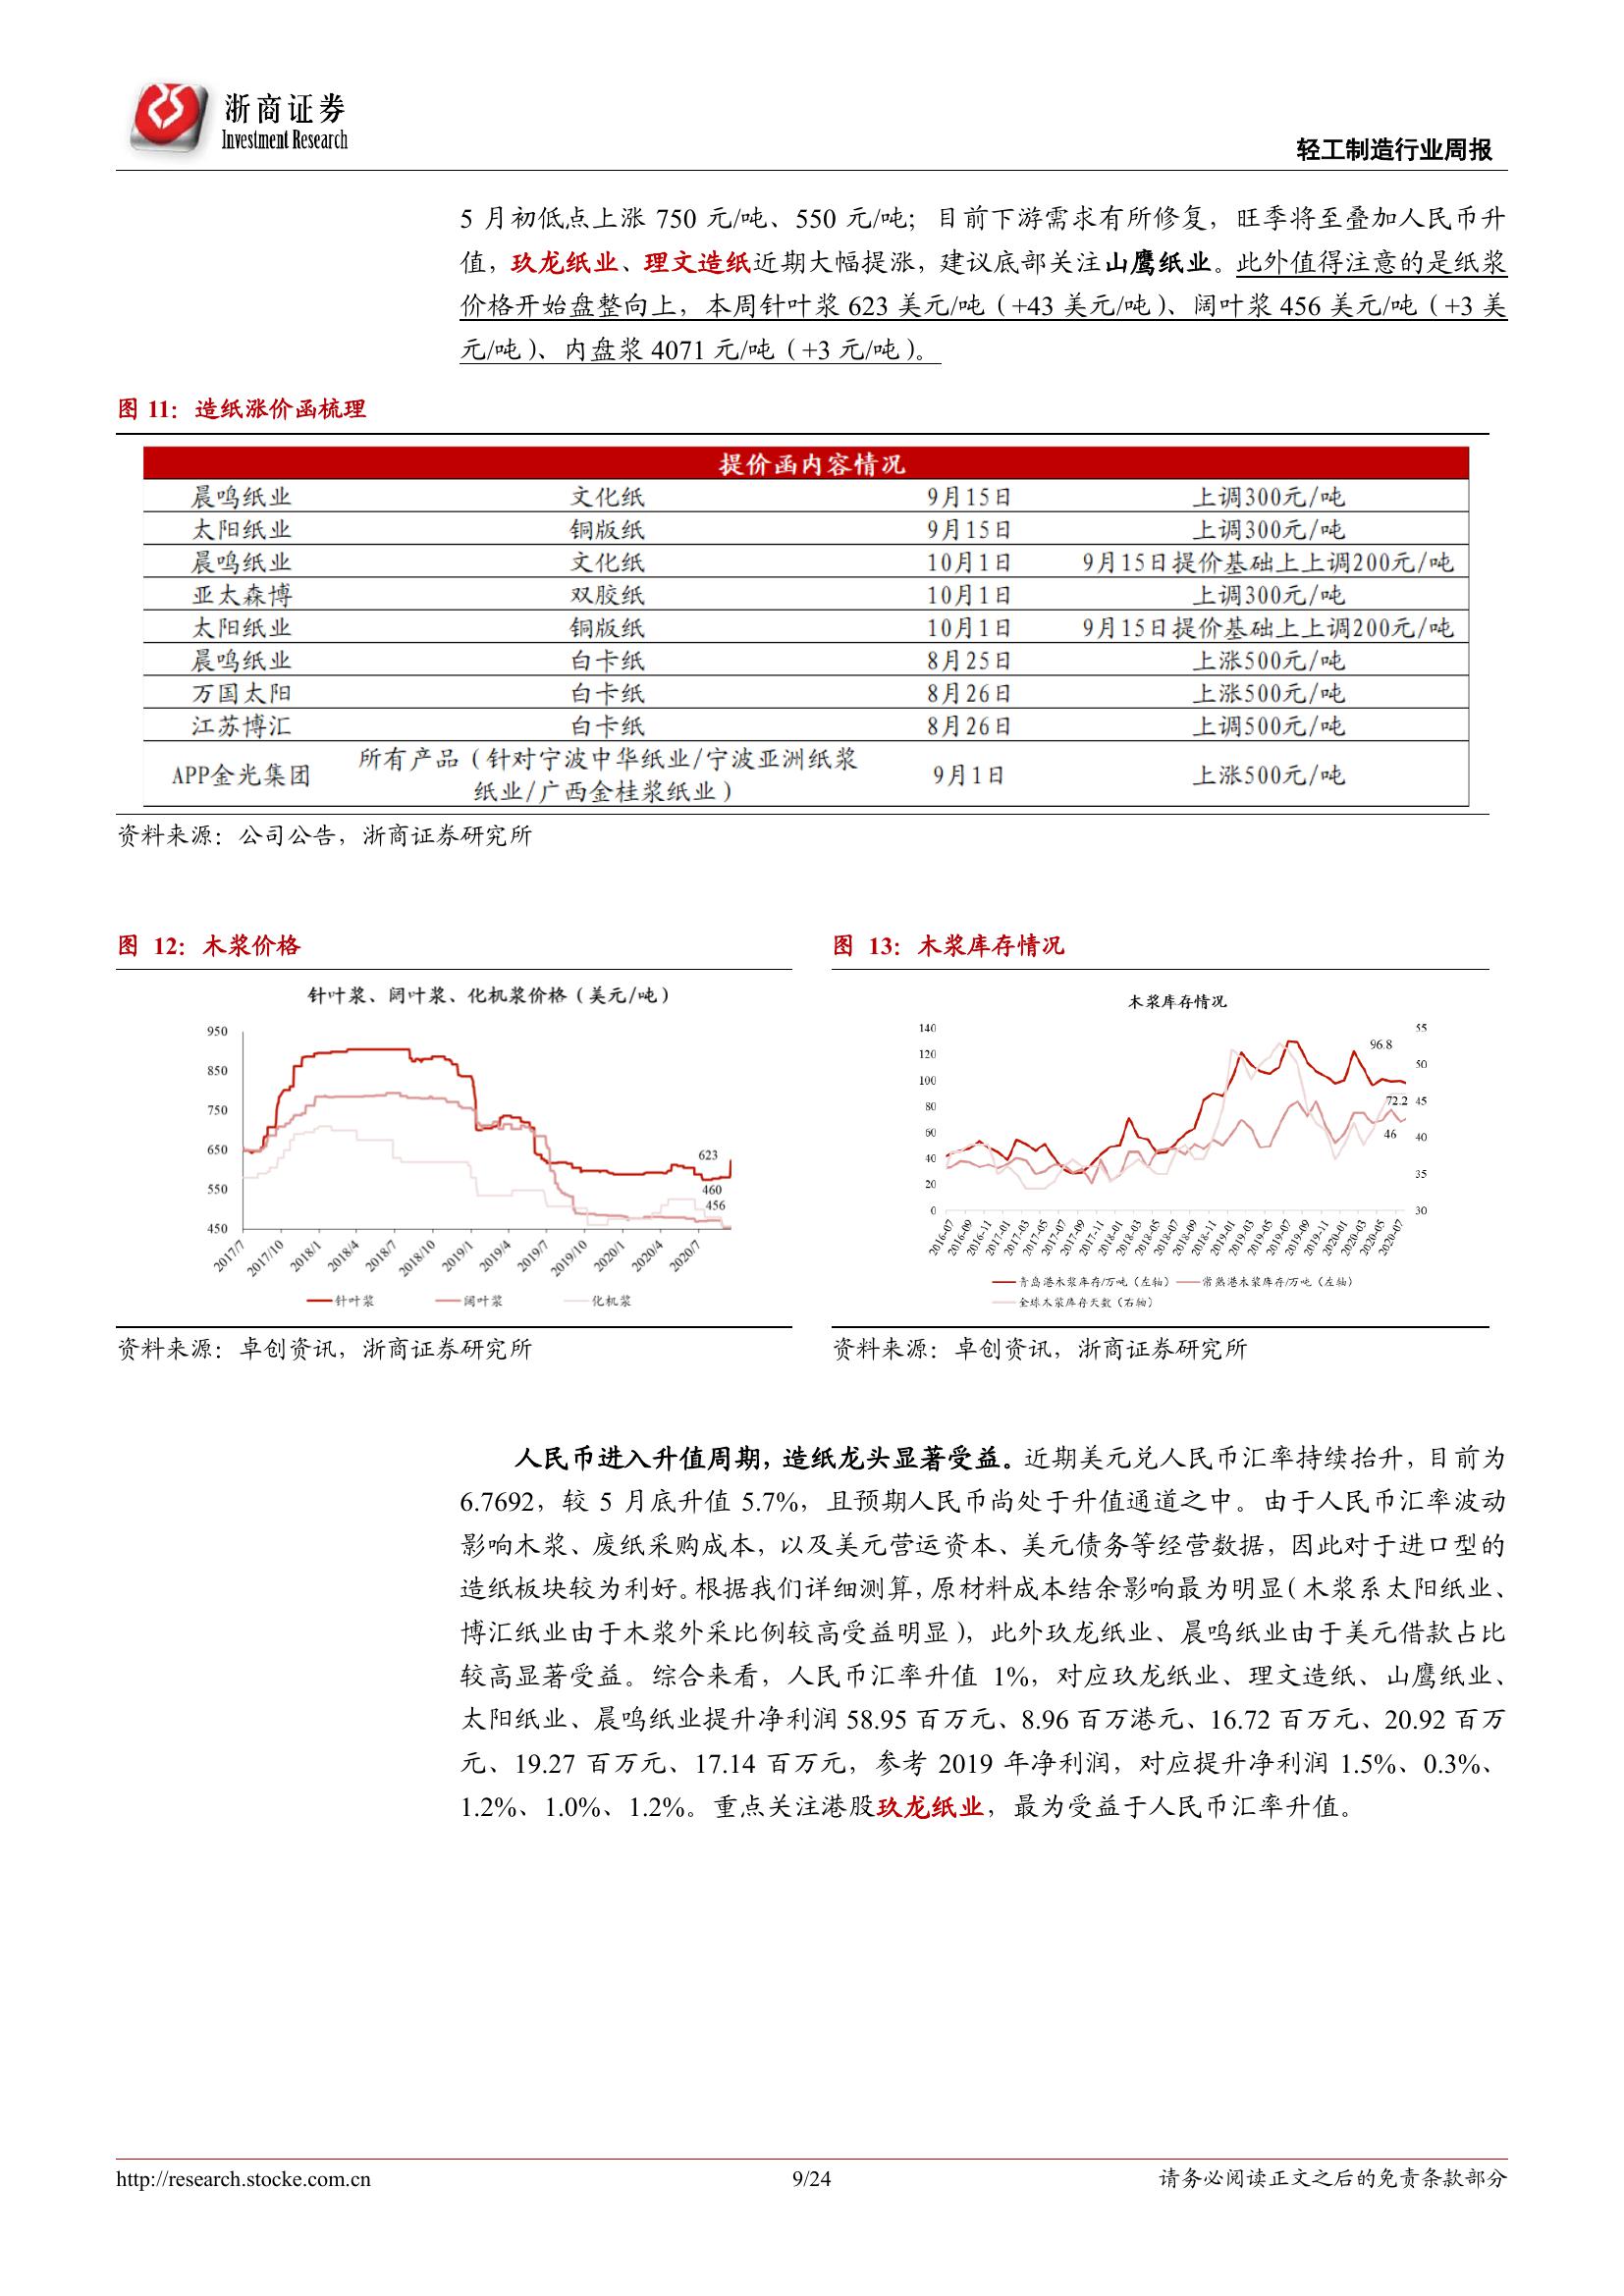 浙商证券
Investment Research
轻工制造行业周报
5 月初低点上涨 750 元/吨、550 元/吨；目前下游需求有所修复，旺季将至叠加人民币升
值，玖龙纸业、理文造纸近期大幅提涨，建议底部关注山鹰纸业。此外值得注意的是纸浆
价格开始盘整向上，本周针叶浆 623 美元/吨（+43 美元/吨）、阔叶浆 456 美元/吨（+3 美
元/吨）、内盘浆 4071 元/吨（+3 元/吨）。
图 11：造纸涨价函梳理
提价函内容情况
晨鸣纸业 文化纸 9月15日 上调300元/吨
太阳纸业 铜版纸 9月15日 上调300元/吨
晨鸣纸业 文化纸 10月1日 9月15日提价基础上上调200元/吨
亚太森博 双胶纸 10月1日 上调300元/吨
太阳纸业 铜版纸 10月1日 9月15日提价基础上上调200元/吨
晨鸣纸业 白卡纸 8月25日 上涨500元/吨
万国太阳 白卡纸 8月26日 上涨500元/吨
江苏博汇 白卡纸 8月26日 上调500元/吨
APP金光集团 所有产品（针对宁波中华纸业/宁波亚洲纸浆
纸业/广西金桂浆纸业） 9月1日 上涨500元/吨
资料来源：公司公告，浙商证券研究所
图 12：木浆价格
针叶浆、阔叶浆、化机浆价格（美元/吨）
950
850
750
650
550
450
623
460
456
2017/7 2017/10 2018/1 2018/4 2018/7 2018/10 2019/1 2019/4 2019/7 2019/10 2020/1 2020/4 2020/7
针叶浆 阔叶浆 化机浆
资料来源：卓创资讯，浙商证券研究所
图 13：木浆库存情况
木浆库存情况
140
120
100
80
60
40
20
0
55
50
45
40
35
30
96.8
72.2
46
2016-07 2016-09 2016-11 2017-01 2017-03 2017-05 2017-07 2017-09 2017-11 2018-01 2018-03 2018-05 2018-07 2018-09 2018-11 2019-01 2019-03 2019-05 2019-07 2019-09 2019-11 2020-01 2020-03 2020-05 2020-07
青岛港木浆库存/万吨（左轴） 常熟港木浆库存/万吨（左轴）
全球木浆库存天数（右轴）
资料来源：卓创资讯，浙商证券研究所
人民币进入升值周期，造纸龙头显著受益。近期美元兑人民币汇率持续抬升，目前为
6.7692，较 5 月底升值 5.7%，且预期人民币尚处于升值通道之中。由于人民币汇率波动
影响木浆、废纸采购成本，以及美元营运资本、美元债务等经营数据，因此对于进口型的
造纸板块较为利好。根据我们详细测算，原材料成本结余影响最为明显（木浆系太阳纸业、
博汇纸业由于木浆外采比例较高受益明显），此外玖龙纸业、晨鸣纸业由于美元借款占比
较高显著受益。综合来看，人民币汇率升值 1%，对应玖龙纸业、理文造纸、山鹰纸业、
太阳纸业、晨鸣纸业提升净利润 58.95 百万元、8.96 百万港元、16.72 百万元、20.92 百万
元、19.27 百万元、17.14 百万元，参考 2019 年净利润，对应提升净利润 1.5%、0.3%、
1.2%、1.0%、1.2%。重点关注港股玖龙纸业，最为受益于人民币汇率升值。
http://research.stocke.com.cn
9/24
请务必阅读正文之后的免责条款部分